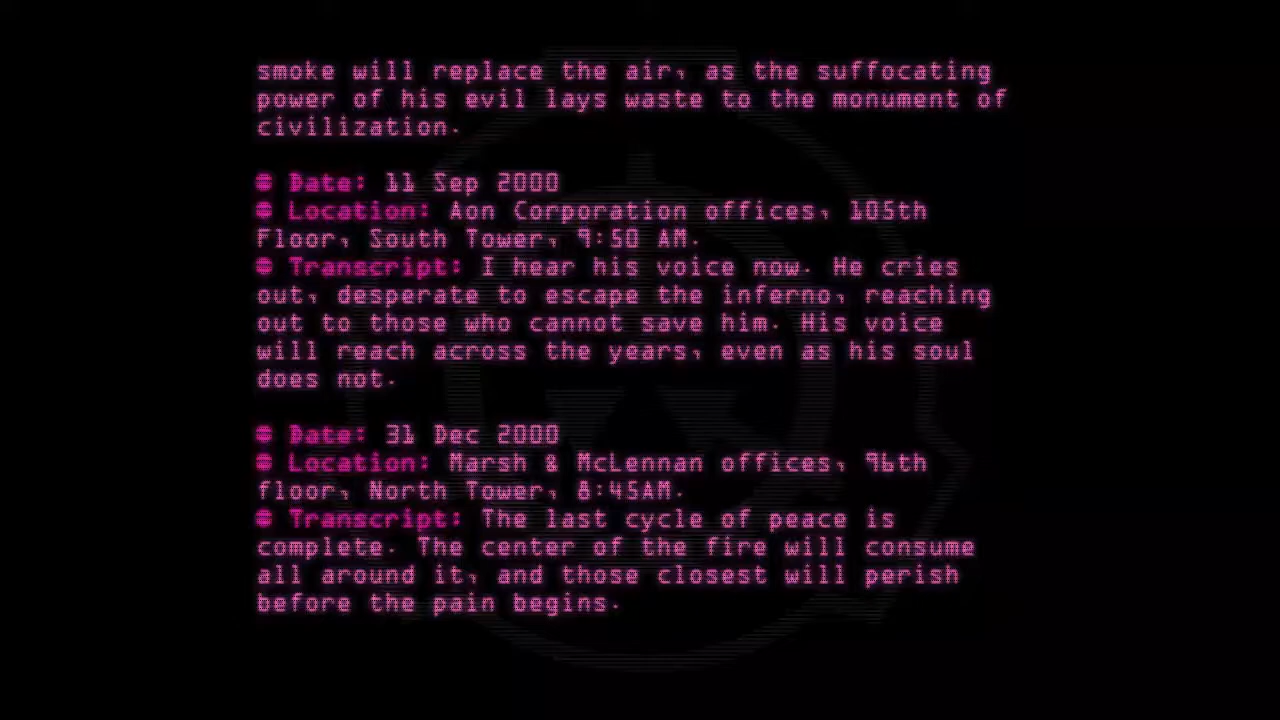 smoke will replace the air, as the suffocating
power of his evil lays waste to the monument of
civilization.
Date: 11 Sep 2000
Location: Aon Corporation offices, 105th
Floor, South Tower, 9:50 AM.
Transcript: I hear his voice now. He cries
out, desperate to escape the inferno, reaching
out to those who cannot save him. His voice
will reach across the years, even as his soul
does not.
Date: 31 Dec 2000
Location: Marsh & McLennan offices, 96th
floor, North Tower, 8:45AM.
Transcript: The last cycle of peace is
complete. The center of the fire will consume
all around it, and those closest will perish
before the pain begins.